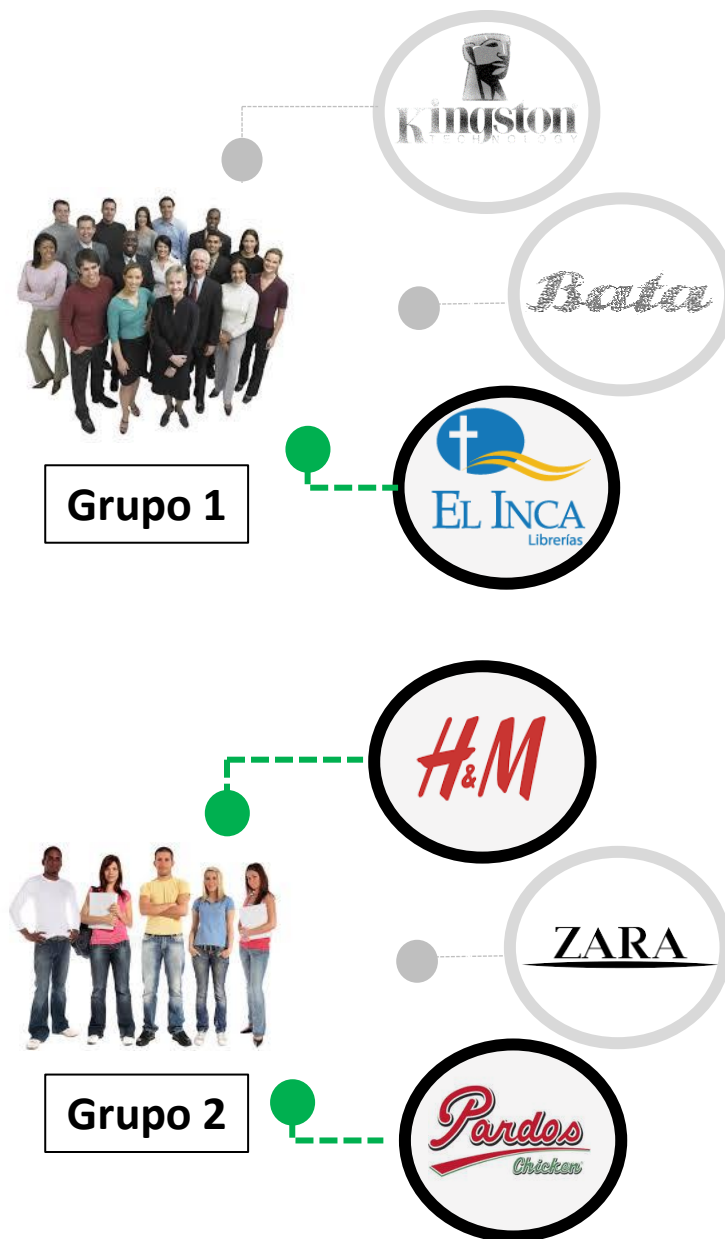 Kingston
TECHNOLOGY
Bata
EL INCA
Librerías
Grupo 1
H&M
ZARA
Pardos
Chicken
Grupo 2